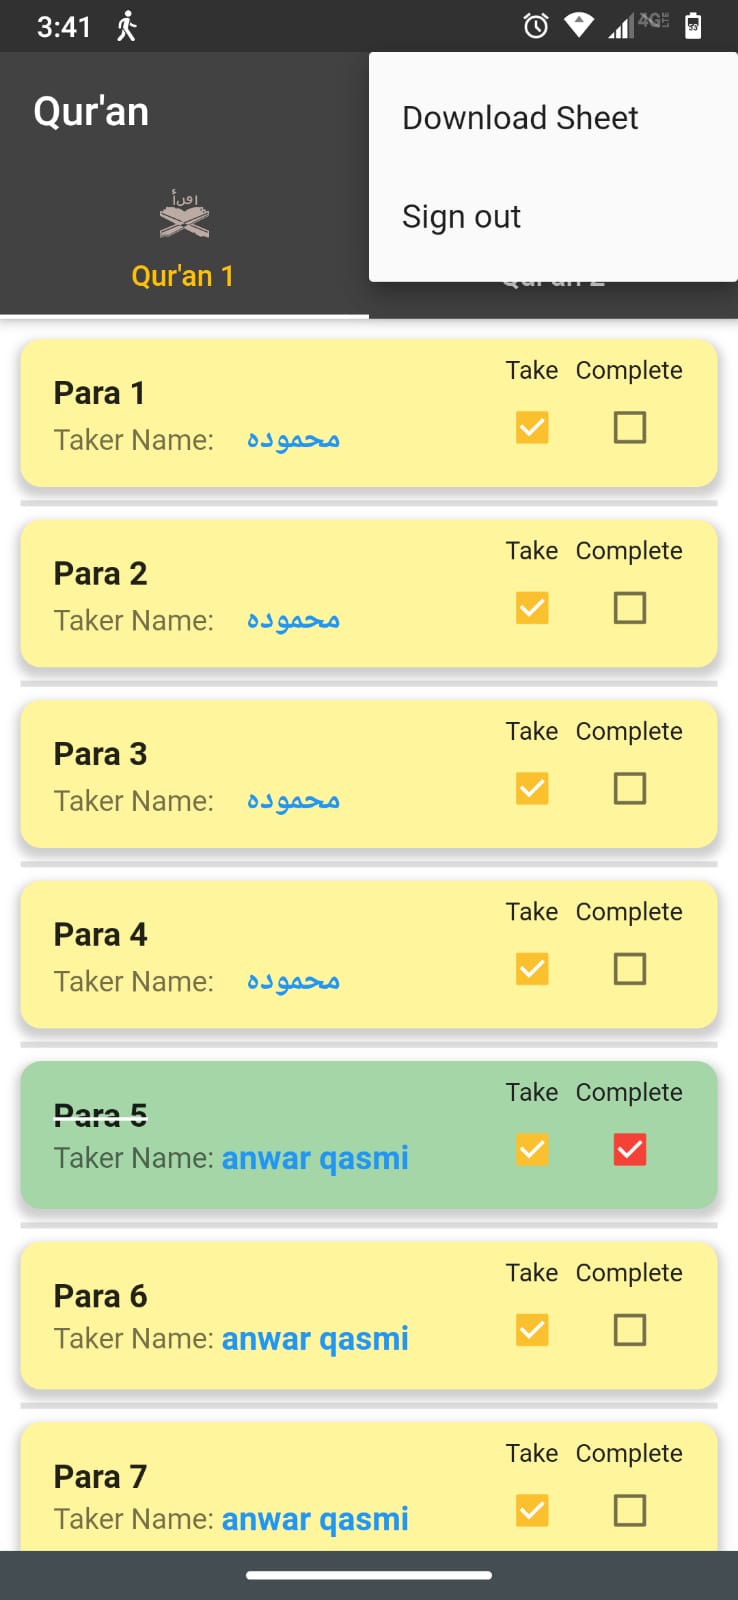 3:41
4G LTE
Qur'an
Download Sheet
Sign out
اقرأ
Qur'an 1
Qur'an 2
Take Complete
Para 1
Taker Name: محموده
Take Complete
Para 2
Taker Name: محموده
Take Complete
Para 3
Taker Name: محموده
Take Complete
Para 4
Taker Name: محموده
Take Complete
Para 5
Taker Name: anwar qasmi
Take Complete
Para 6
Taker Name: anwar qasmi
Take Complete
Para 7
Taker Name: anwar qasmi